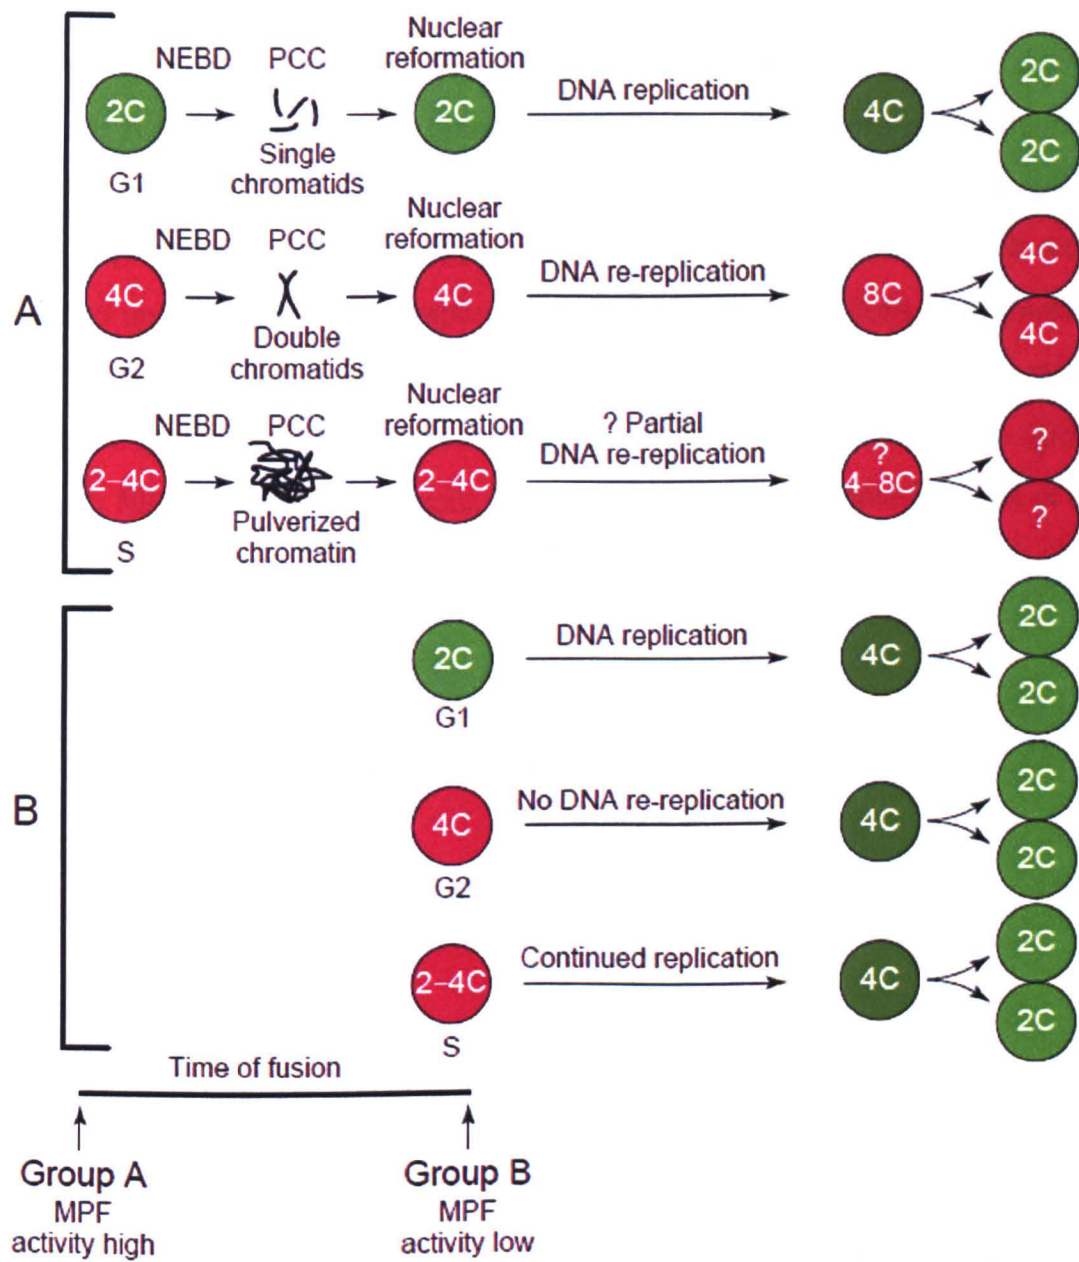 Nuclear
NEBD PCC reformation
2C 2C DNA replication 4C 2C
2C
Single
chromatids
G1
Nuclear
NEBD PCC reformation
4C 4C DNA re-replication 8C 4C
4C
Double
chromatids
G2
A
Nuclear
NEBD PCC reformation
? Partial
DNA re-replication
2–4C 2–4C ?
4–8C ?
?
Pulverized
chromatin
S
2C DNA replication 4C 2C
2C
G1
B
4C No DNA re-replication 4C 2C
2C
G2
2–4C Continued replication 4C 2C
2C
S
Time of fusion
Group A Group B
MPF MPF
activity high activity low